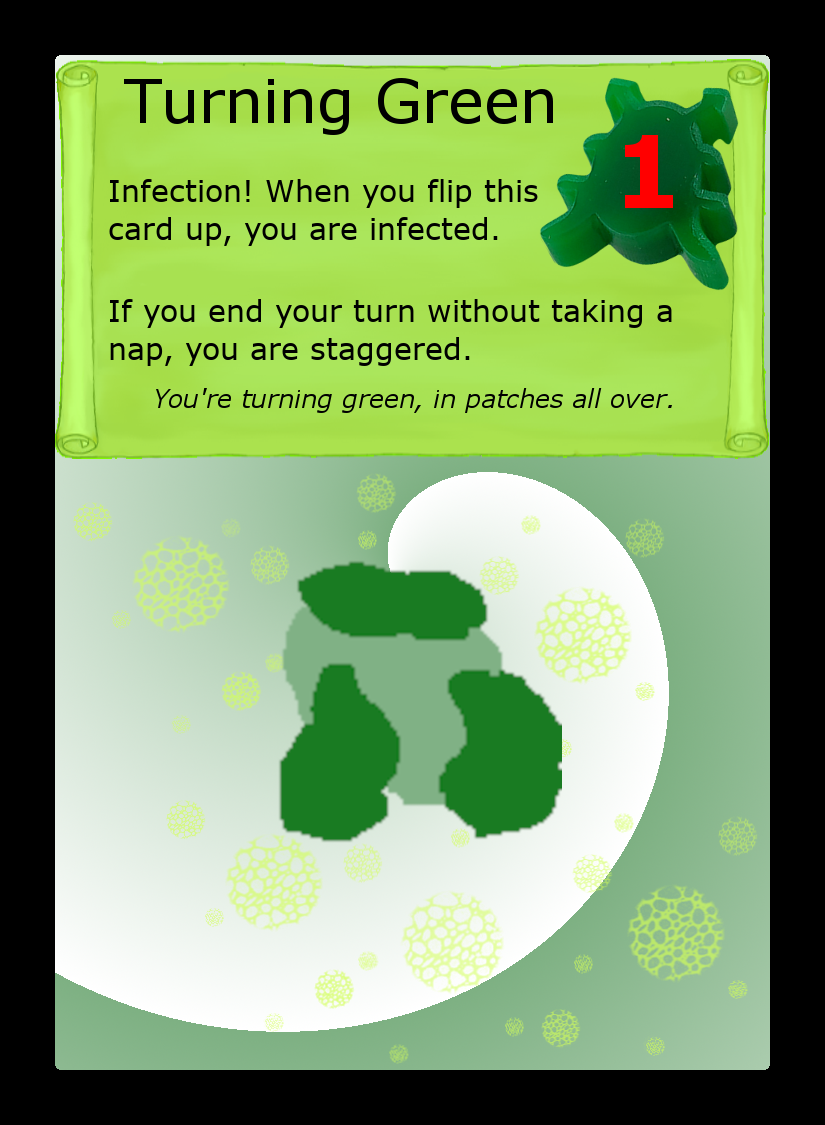 Turning Green
1
Infection! When you flip this
card up, you are infected.
If you end your turn without taking a
nap, you are staggered.
You're turning green, in patches all over.